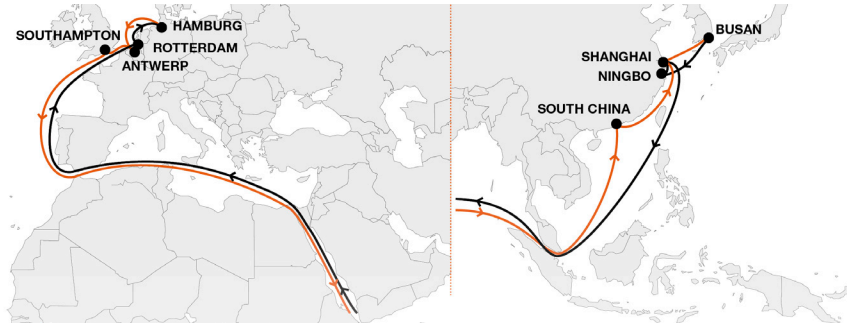 HAMBURG
SOUTHAMPTON
ROTTERDAM
ANTWERP
BUSAN
SHANGHAI
NINGBO
SOUTH CHINA